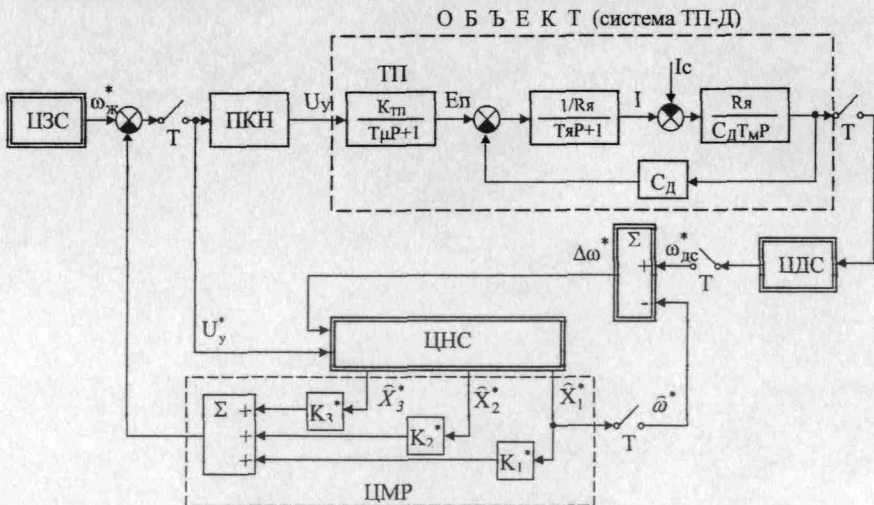 О Б Ъ Е К Т (система ТП-Д)
ТП
Ic
ω*ж
ЦЗС
T
ПКН
Uу
Kтп
TμP+1
Eп
1/Rя
TяP+1
I
Rя
CдTмP
T
Cд
Δω*
Σ
+
-
ω*дс
T
ЦДС
U*у
ЦНС
X̂3*
X̂2*
X̂1*
ω̂*
T
Σ
+
+
+
K3*
K2*
K1*
ЦМР